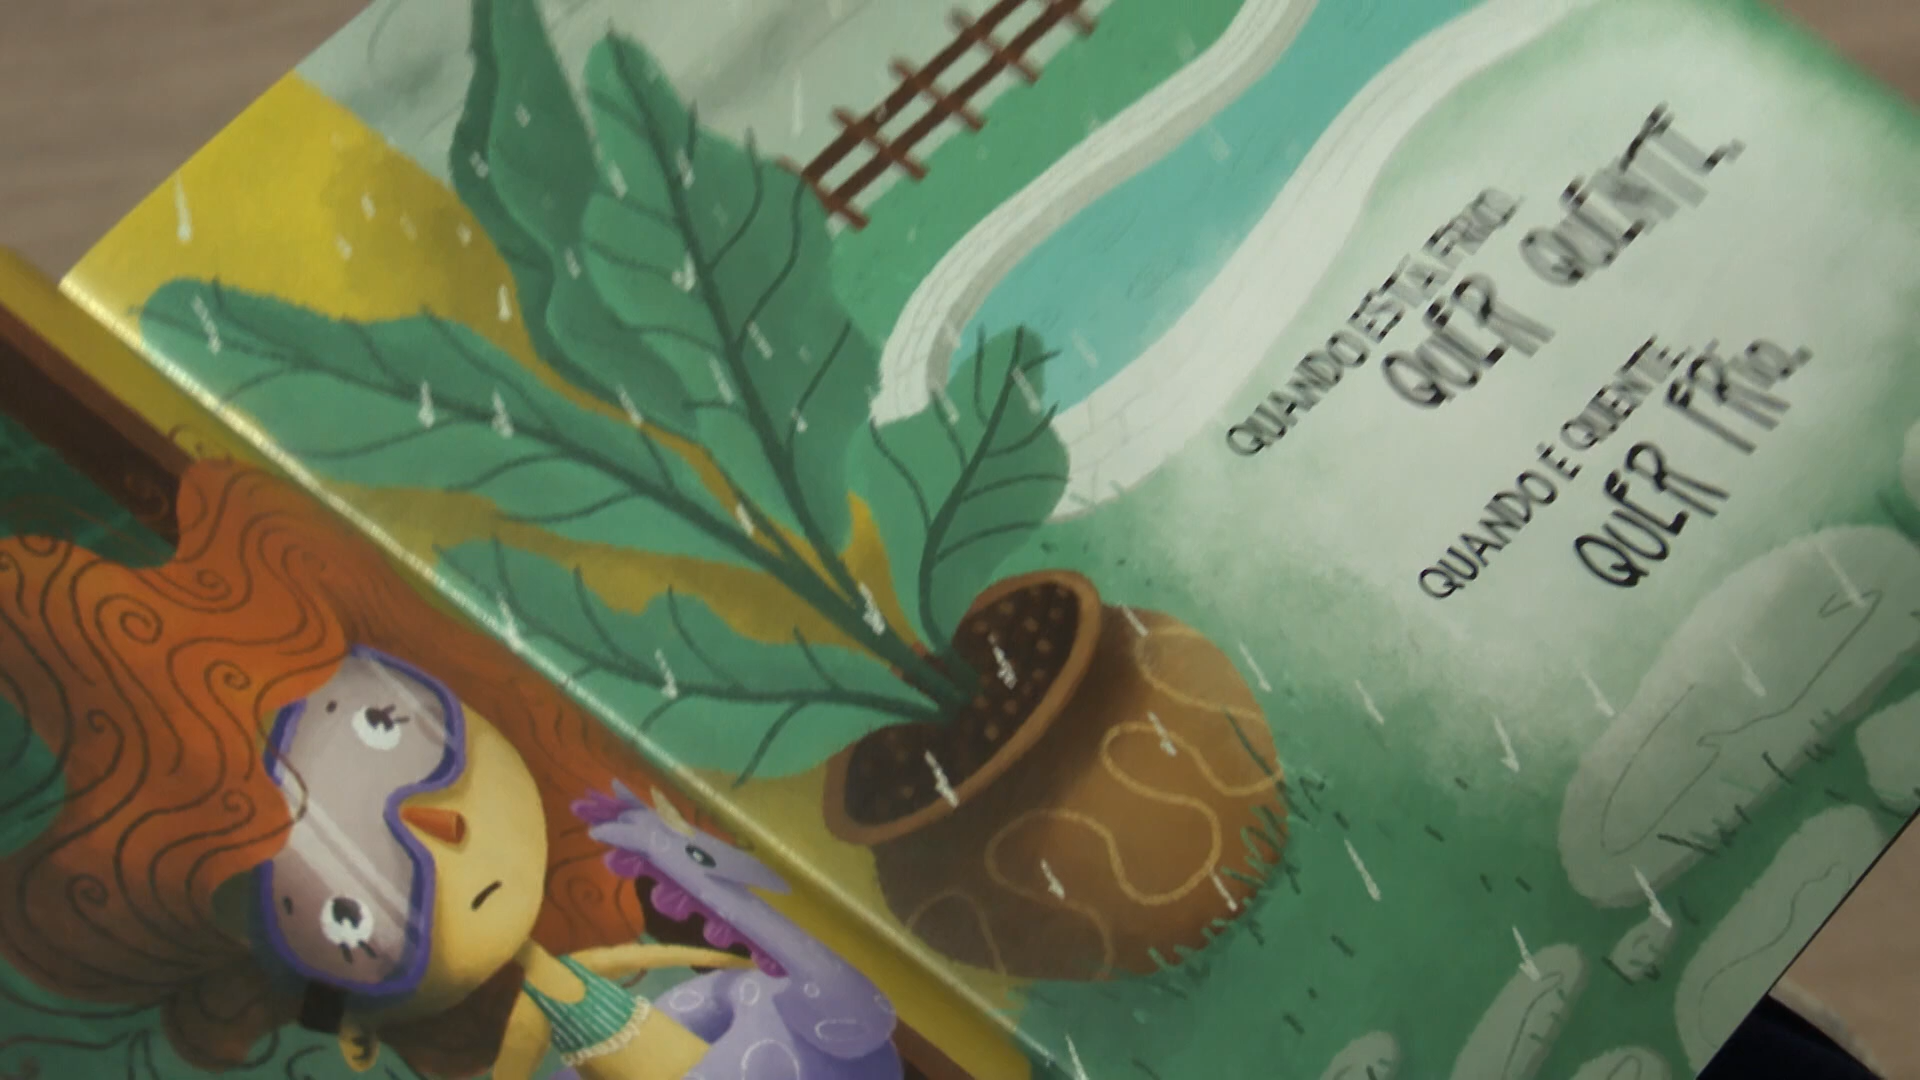 QUANDO ESTÁ FRIO,
QUER QUENTE.
QUANDO É QUENTE,
QUER FRIO.